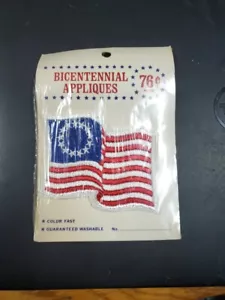 BICENTENNIAL
APPLIQUES
76¢
COLOR FAST
GUARANTEED WASHABLE No